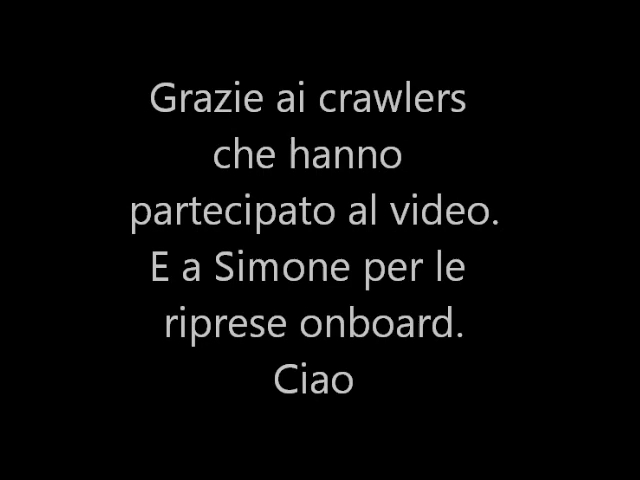 Grazie ai crawlers
che hanno
partecipato al video.
E a Simone per le
riprese onboard.
Ciao